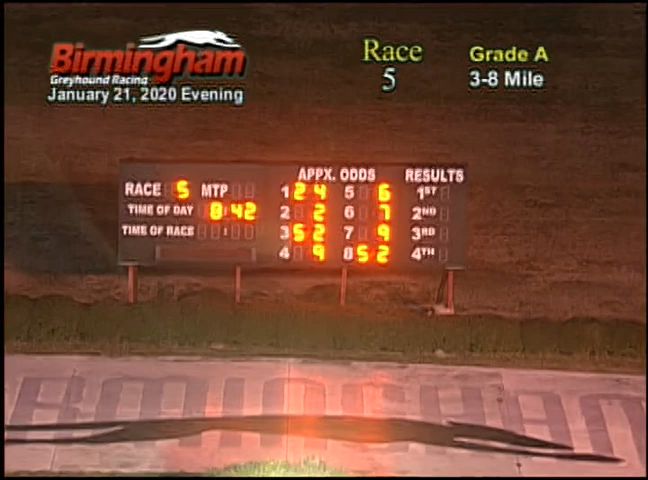 Birmingham
Greyhound Racing
January 21, 2020 Evening
Race
5
Grade A
3-8 Mile
APPX. ODDS RESULTS
RACE 5 MTP 1 24 5 6 1ST
TIME OF DAY 8:42 2 2 6 7 2ND
TIME OF RACE 3 52 7 9 3RD
4 9 8 52 4TH
BIRMINGHAM